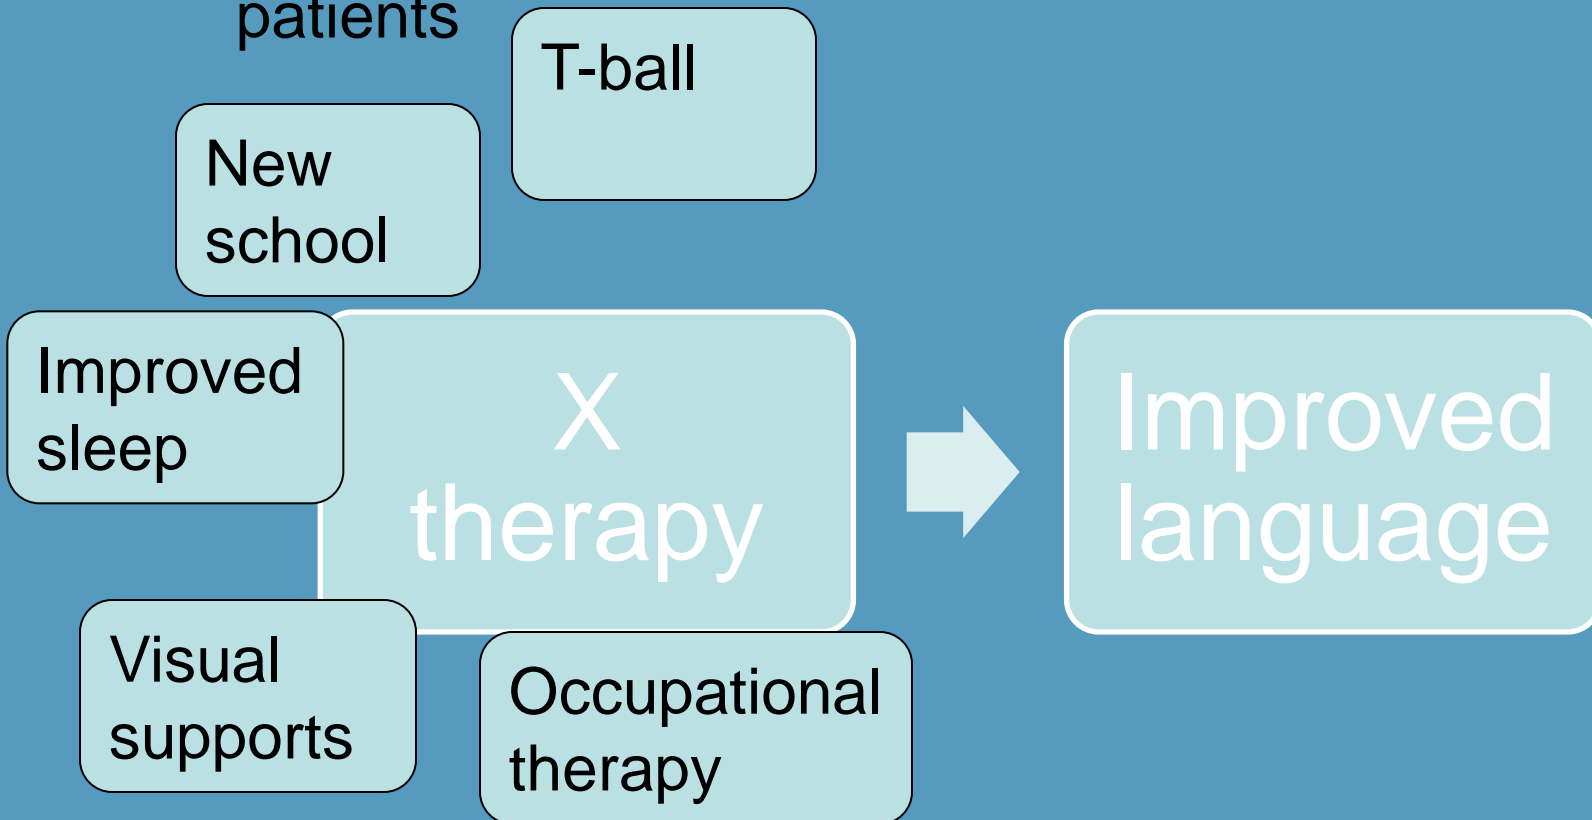 patients
T-ball
New
school
Improved
sleep
X
therapy
Improved
language
Visual
supports
Occupational
therapy